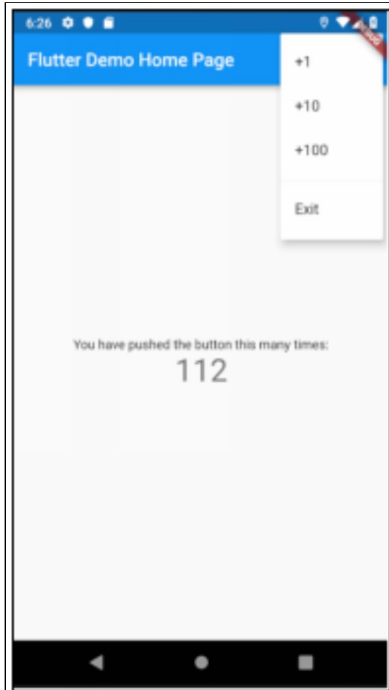 6:26
Flutter Demo Home Page
+1
+10
+100
Exit
You have pushed the button this many times:
112